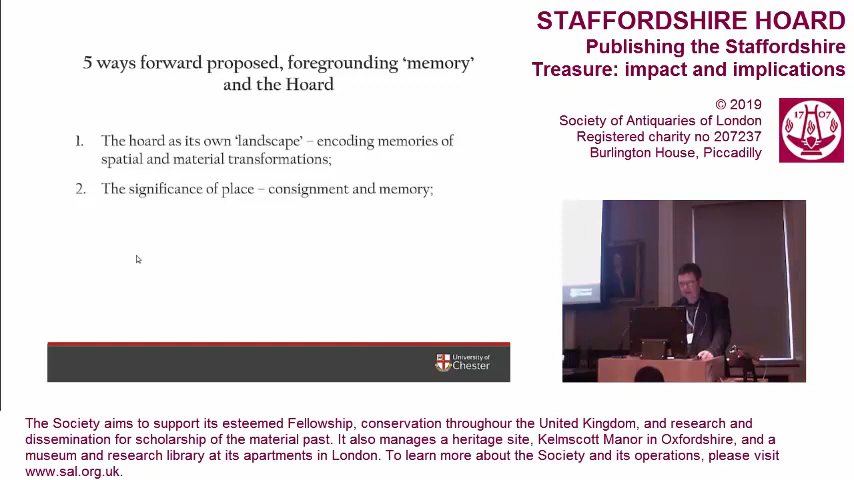 5 ways forward proposed, foregrounding ‘memory’
and the Hoard
1. The hoard as its own ‘landscape’ – encoding memories of
spatial and material transformations;
2. The significance of place – consignment and memory;
University of
Chester
STAFFORDSHIRE HOARD
Publishing the Staffordshire
Treasure: impact and implications
© 2019
Society of Antiquaries of London
Registered charity no 207237
Burlington House, Piccadilly
17 07
The Society aims to support its esteemed Fellowship, conservation throughour the United Kingdom, and research and
dissemination for scholarship of the material past. It also manages a heritage site, Kelmscott Manor in Oxfordshire, and a
museum and research library at its apartments in London. To learn more about the Society and its operations, please visit
www.sal.org.uk.